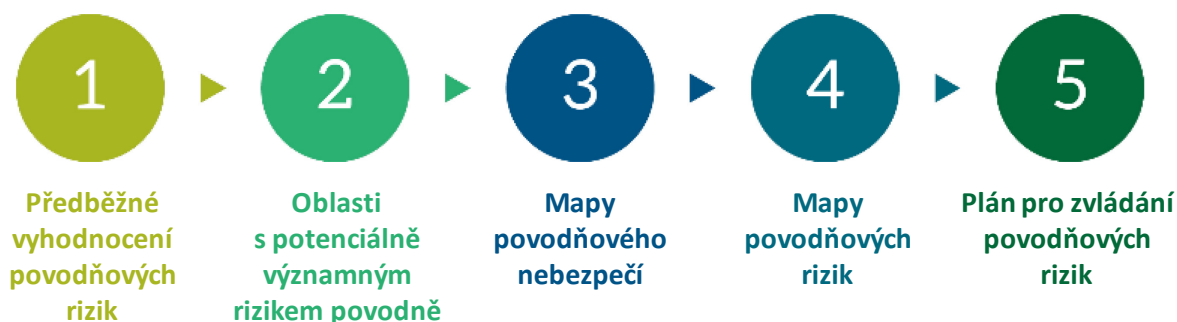 1
2
3
4
5
Předběžné
vyhodnocení
povodňových
rizik
Oblasti
s potenciálně
významným
rizikem povodně
Mapy
povodňového
nebezpečí
Mapy
povodňových
rizik
Plán pro zvládání
povodňových
rizik